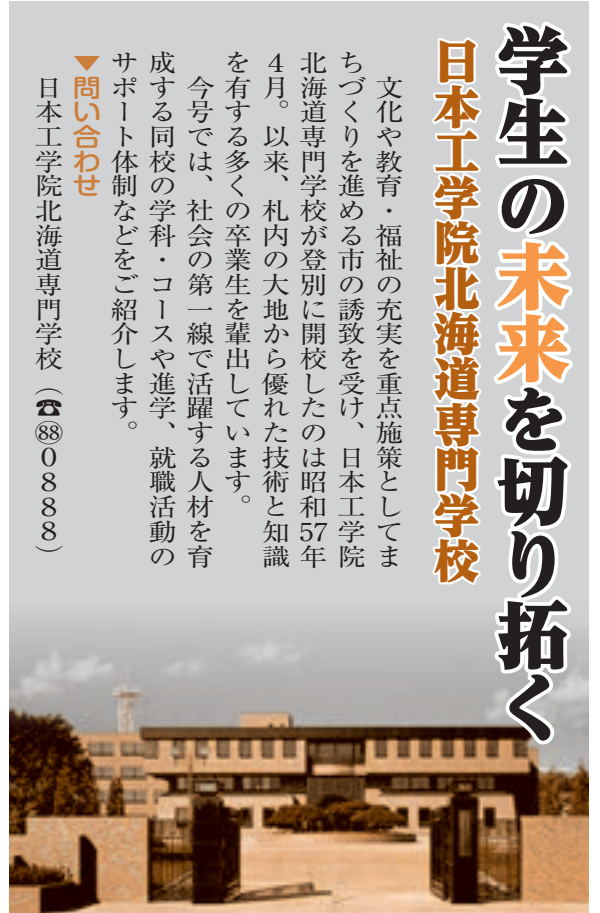 学生の未来を切り拓く
日本工学院北海道専門学校
文化や教育・福祉の充実を重点施策としてま
ちづくりを進める市の誘致を受け、日本工学院
北海道専門学校が登別に開校したのは昭和57年
4月。以来、札内の大地から優れた技術と知識
を有する多くの卒業生を輩出しています。
今号では、社会の第一線で活躍する人材を育
成する同校の学科・コースや進学、就職活動の
サポート体制などをご紹介します。
▼問い合わせ
日本工学院北海道専門学校(☎㊇0888)